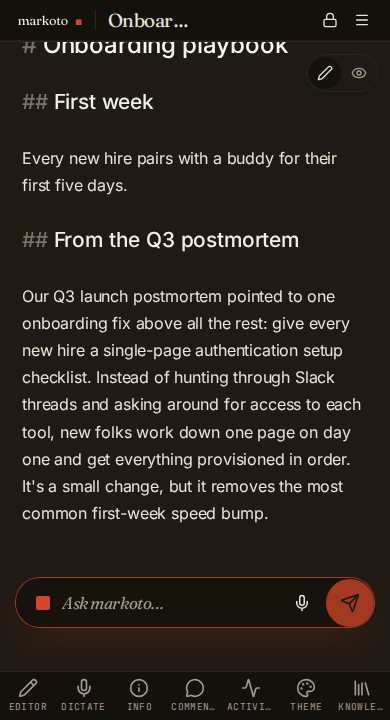 markoto
Onboar...
# Onboarding playbook
## First week
Every new hire pairs with a buddy for their
first five days.
## From the Q3 postmortem
Our Q3 launch postmortem pointed to one
onboarding fix above all the rest: give every
new hire a single-page authentication setup
checklist. Instead of hunting through Slack
threads and asking around for access to each
tool, new folks work down one page on day
one and get everything provisioned in order.
It's a small change, but it removes the most
common first-week speed bump.
Ask markoto...
EDITOR DICTATE INFO COMMEN… ACTIVI… THEME KNOWLE…